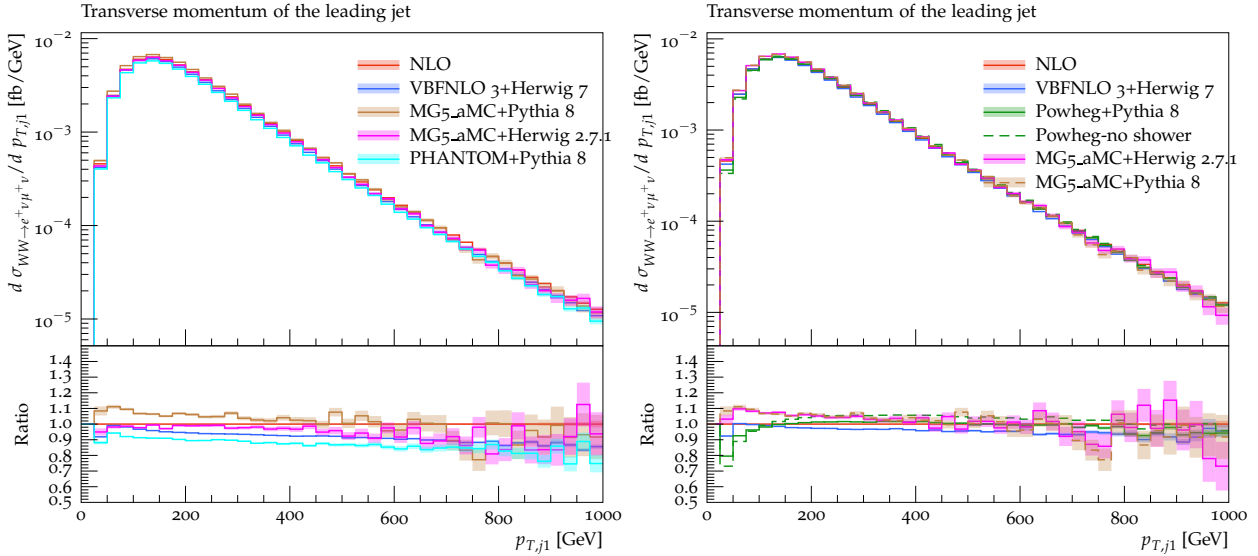 Transverse momentum of the leading jet
10⁻²
10⁻³
10⁻⁴
10⁻⁵
d σ_{WW→e⁺νμ⁺ν} / d p_{T,j1} [fb/GeV]
NLO
VBFNLO 3+Herwig 7
MG5_aMC+Pythia 8
MG5_aMC+Herwig 2.7.1
PHANTOM+Pythia 8
1.4
1.3
1.2
1.1
1.0
0.9
0.8
0.7
0.6
0.5
Ratio
0 200 400 600 800 1000
p_{T,j1} [GeV]
Transverse momentum of the leading jet
10⁻²
10⁻³
10⁻⁴
10⁻⁵
d σ_{WW→e⁺νμ⁺ν} / d p_{T,j1} [fb/GeV]
NLO
VBFNLO 3+Herwig 7
Powheg+Pythia 8
Powheg-no shower
MG5_aMC+Herwig 2.7.1
MG5_aMC+Pythia 8
1.4
1.3
1.2
1.1
1.0
0.9
0.8
0.7
0.6
0.5
Ratio
0 200 400 600 800 1000
p_{T,j1} [GeV]